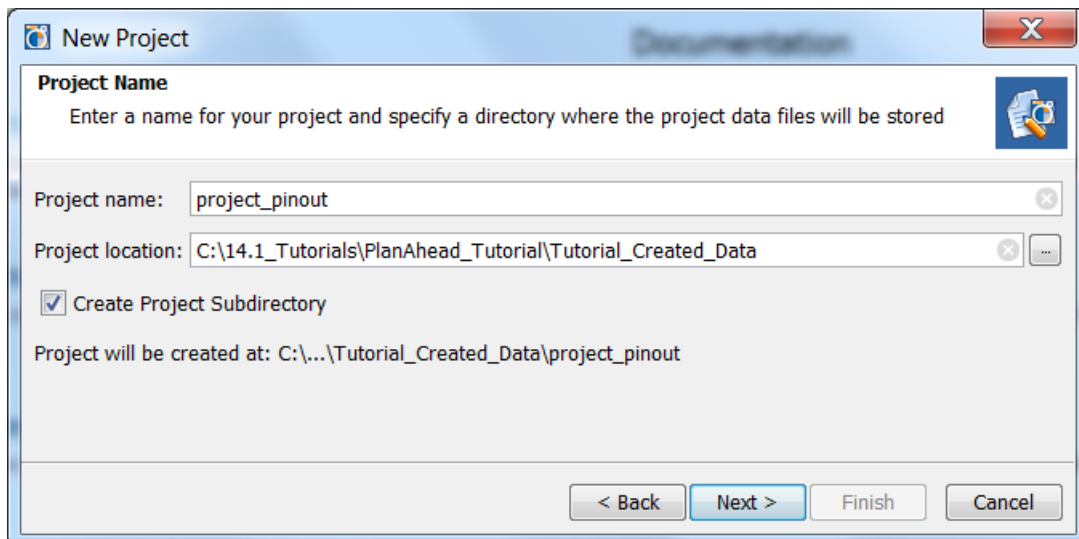 New Project
Documentation
Project Name
Enter a name for your project and specify a directory where the project data files will be stored
Project name: project_pinout
Project location: C:\14.1_Tutorials\PlanAhead_Tutorial\Tutorial_Created_Data ...
Create Project Subdirectory
Project will be created at: C:\...\Tutorial_Created_Data\project_pinout
< Back Next > Finish Cancel